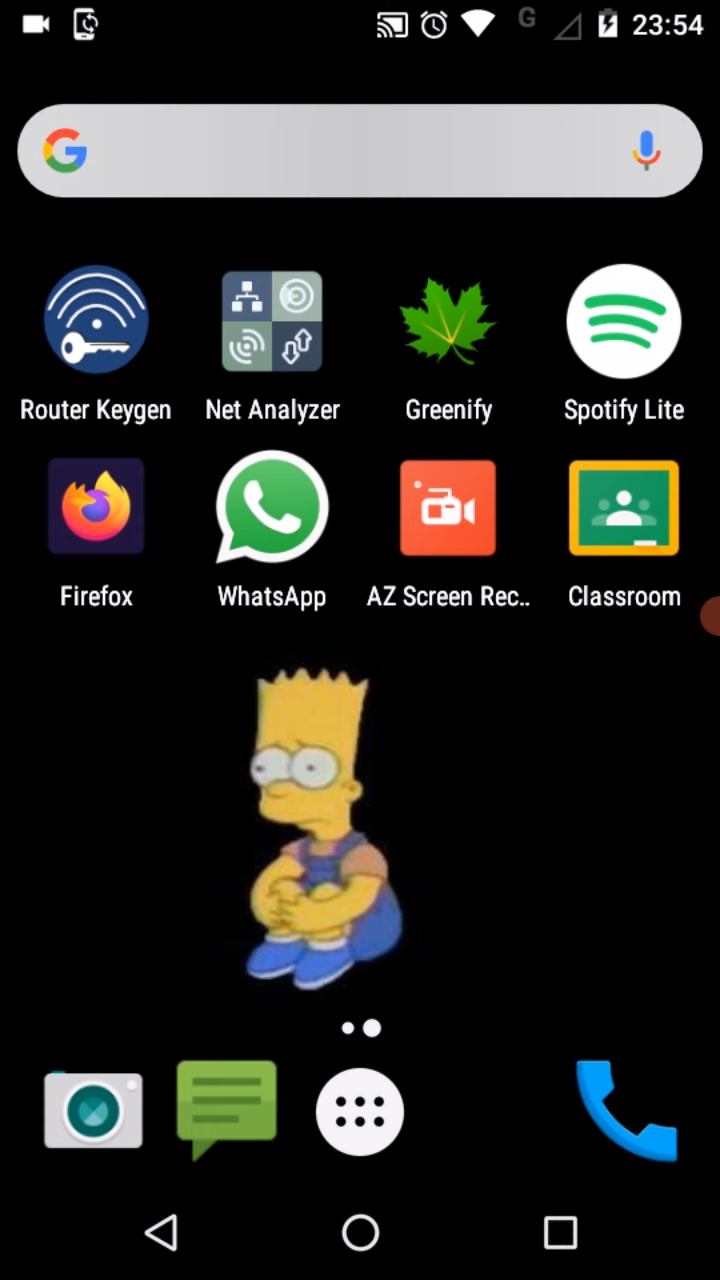 G 23:54
Router Keygen Net Analyzer Greenify Spotify Lite
Firefox WhatsApp AZ Screen Rec.. Classroom